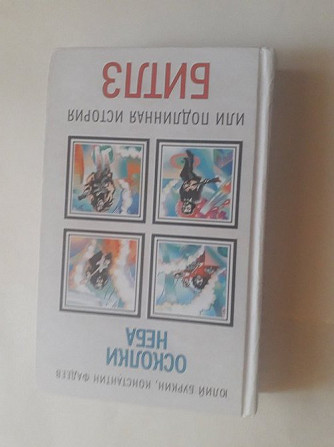 ЮЛИЙ БУРКИН, КОНСТАНТИН ФАДЕЕВ
ОСКОЛКИ
НЕБА
ИЛИ ПОДЛИННАЯ ИСТОРИЯ
БИТЛЗ